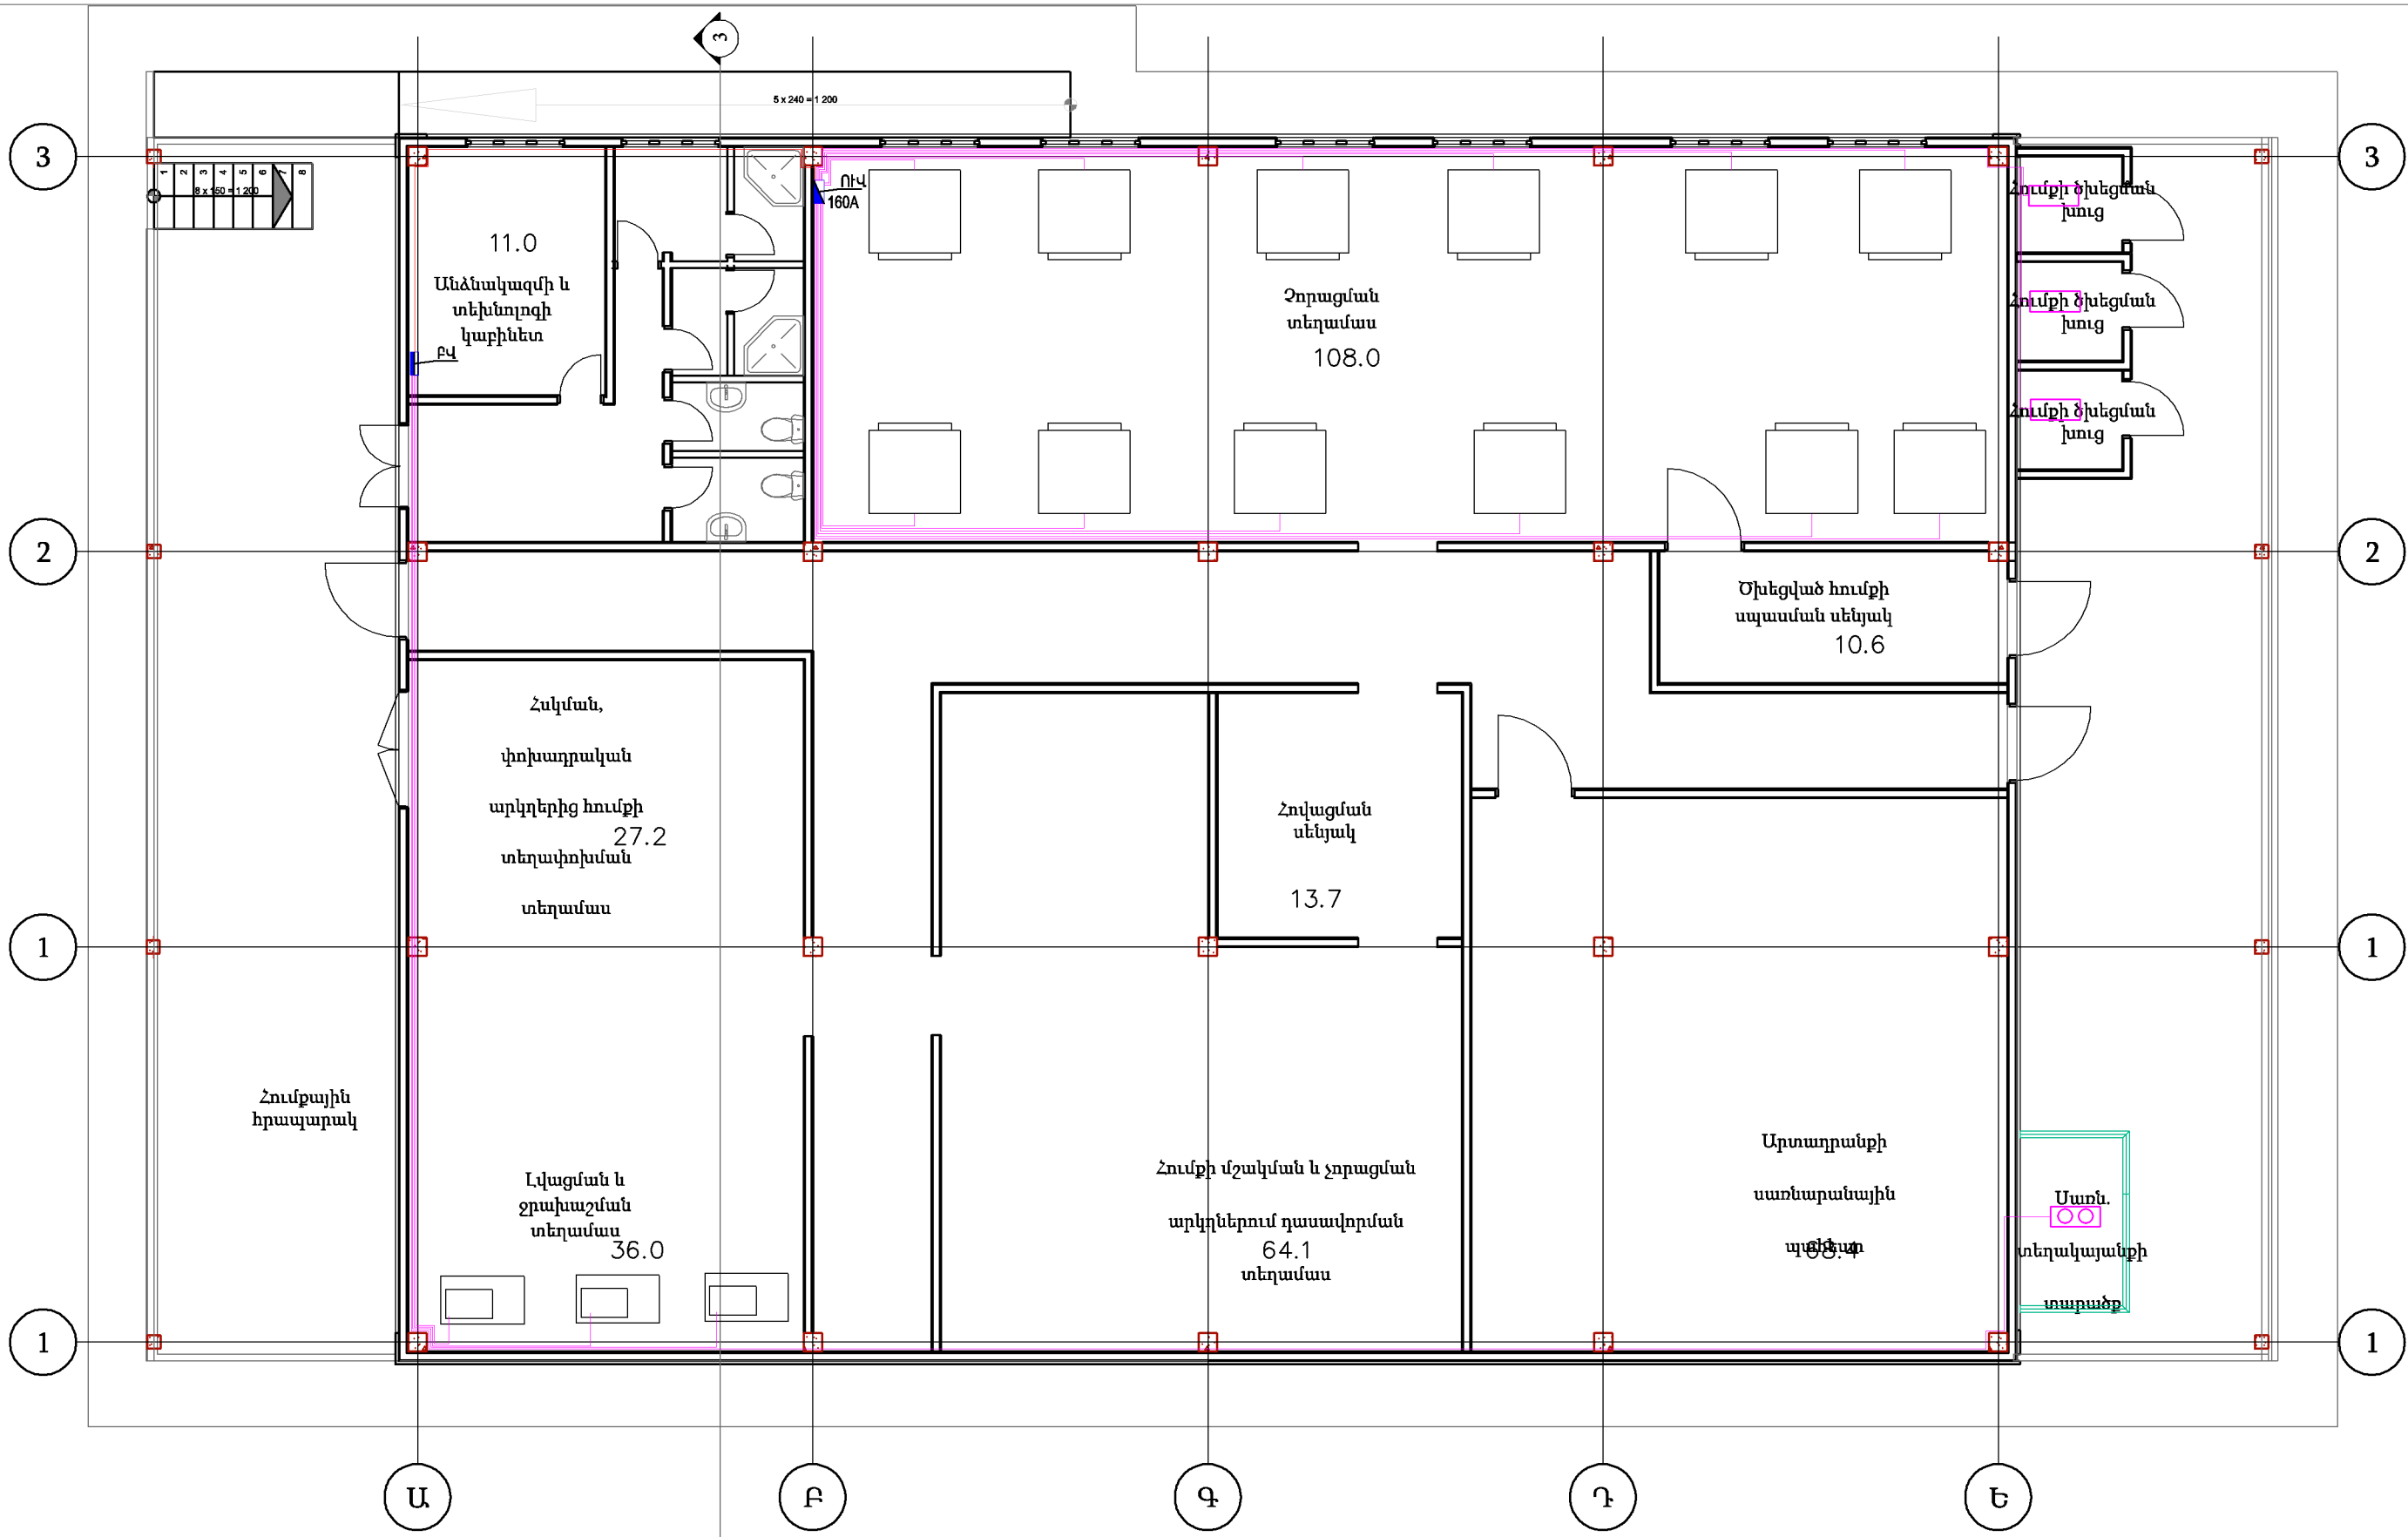 3
5 x 240 = 1 200
3
3
1 2 3 4 5 6 7 8
8 x 150 = 1 200
ՈՒՎ
160A
Հումքի ծխեցման
խուց
11.0
Անձնակազմի և
տեխնոլոգի
կաբինետ
ԲՎ
Չորացման
տեղամաս
108.0
Հումքի ծխեցման
խուց
Հումքի ծխեցման
խուց
2
2
Ծխեցված հումքի
սպասման սենյակ
10.6
Հսկման,
փոխադրական
արկղերից հումքի
27.2
տեղափոխման
տեղամաս
Հովացման
սենյակ
13.7
1
1
Հումքային
հրապարակ
Լվացման և
ջրախաշման
տեղամաս
36.0
Հումքի մշակման և չորացման
արկղներում դասավորման
64.1
տեղամաս
Արտադրանքի
սառնարանային
68.4
Սառն.
տեղակայանքի
տարածք
1
1
Ա
Բ
Գ
Դ
Ե